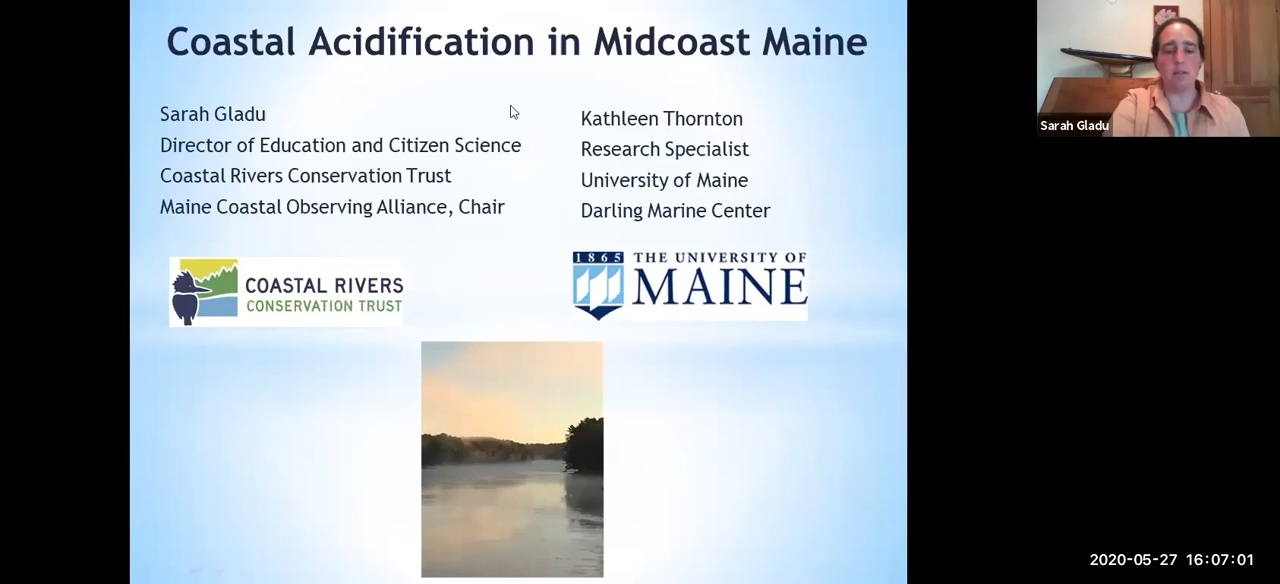 Coastal Acidification in Midcoast Maine
Sarah Gladu
Director of Education and Citizen Science
Coastal Rivers Conservation Trust
Maine Coastal Observing Alliance, Chair
Kathleen Thornton
Research Specialist
University of Maine
Darling Marine Center
COASTAL RIVERS
CONSERVATION TRUST
1865
THE UNIVERSITY OF
MAINE
Sarah Gladu
2020-05-27 16:07:01